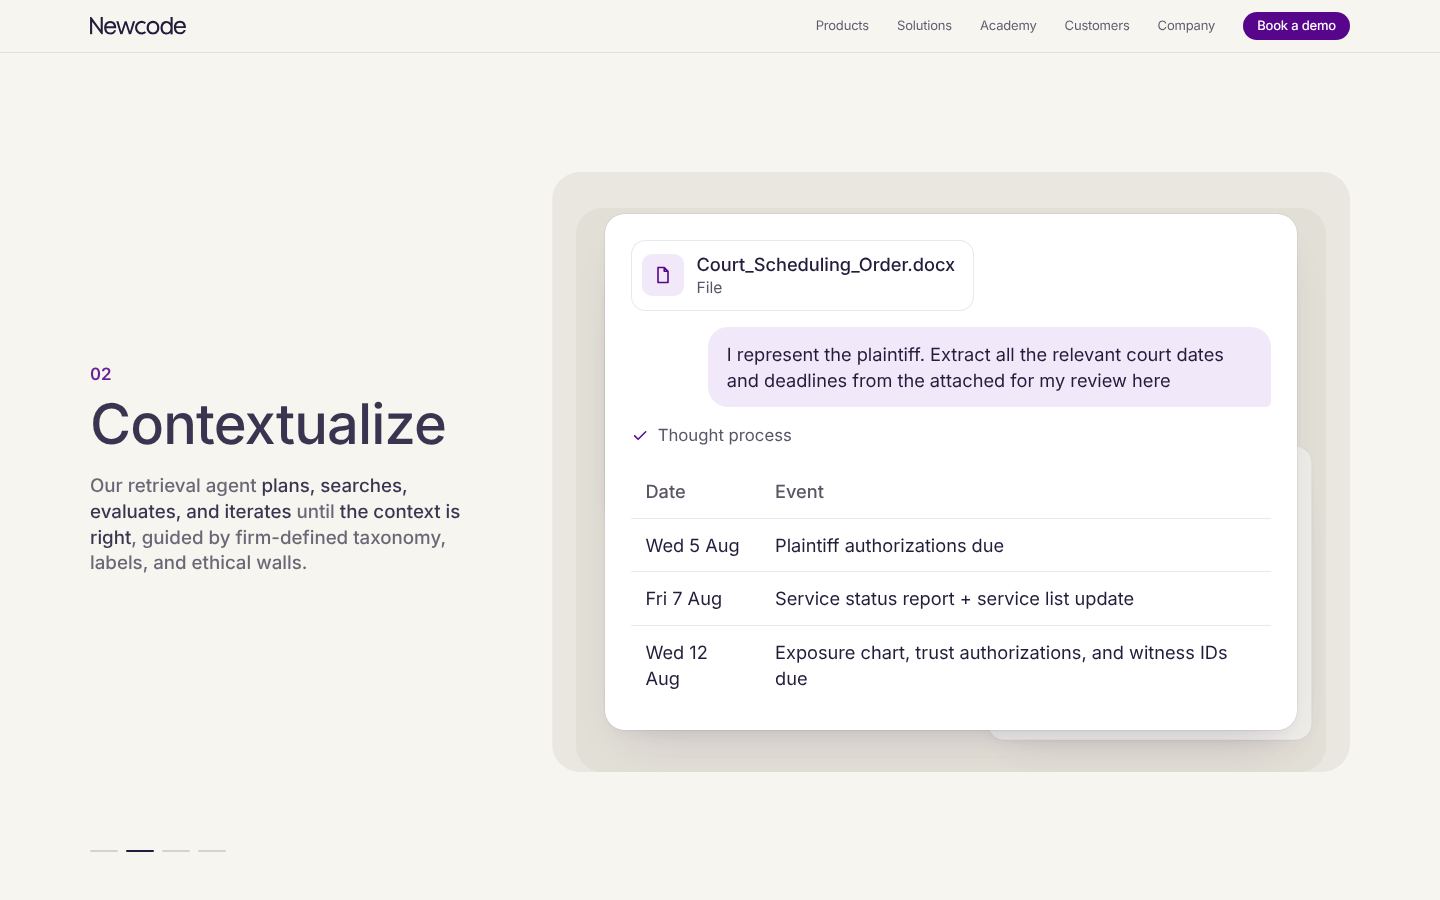 Newcode
Products
Solutions
Academy
Customers
Company
Book a demo
02
Contextualize
Our retrieval agent plans, searches,
evaluates, and iterates until the context is
right, guided by firm-defined taxonomy,
labels, and ethical walls.
Court_Scheduling_Order.docx
File
I represent the plaintiff. Extract all the relevant court dates
and deadlines from the attached for my review here
Thought process
Date Event
Wed 5 Aug Plaintiff authorizations due
Fri 7 Aug Service status report + service list update
Wed 12 Exposure chart, trust authorizations, and witness IDs
Aug due